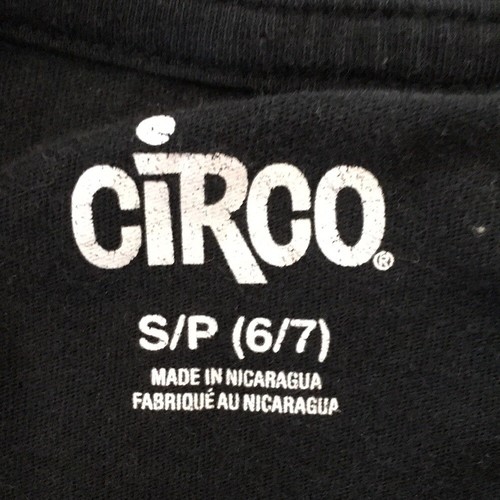 CiRCO®
S/P (6/7)
MADE IN NICARAGUA
FABRIQUÉ AU NICARAGUA